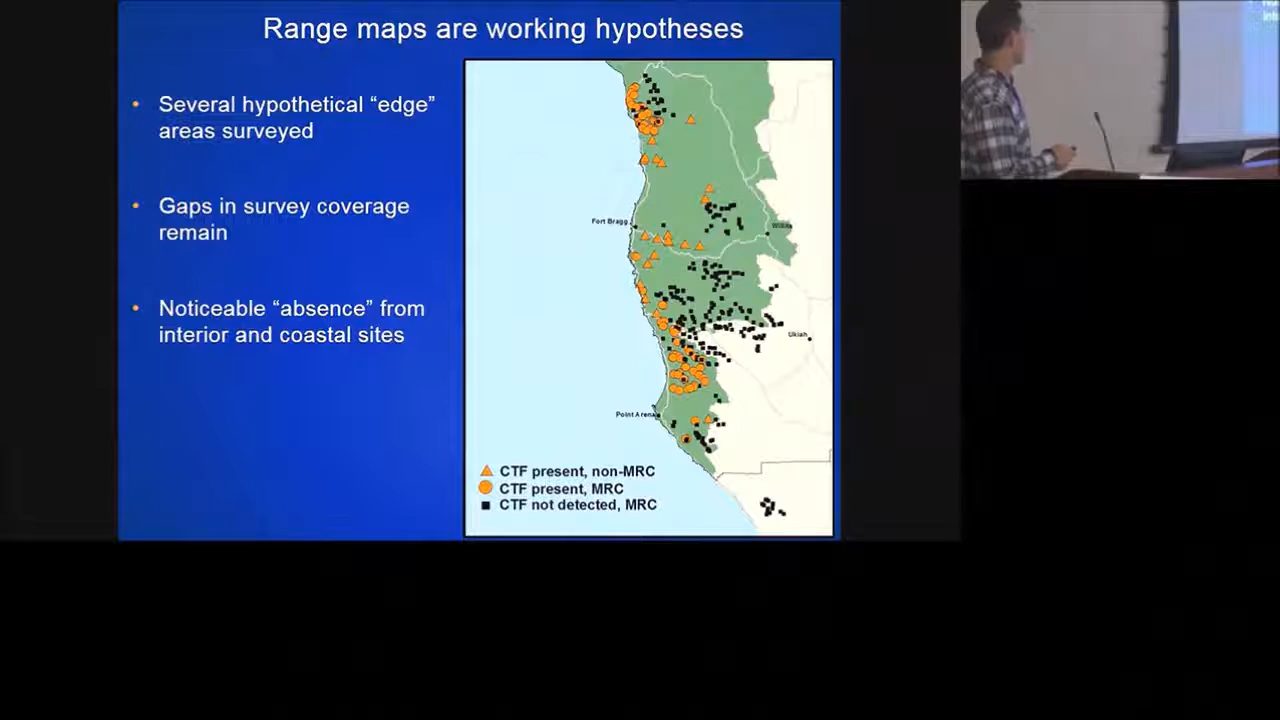 Range maps are working hypotheses
• Several hypothetical “edge”
areas surveyed
• Gaps in survey coverage
remain
• Noticeable “absence” from
interior and coastal sites
Fort Bragg
Willits
Ukiah
Point Arena
CTF present, non-MRC
CTF present, MRC
CTF not detected, MRC